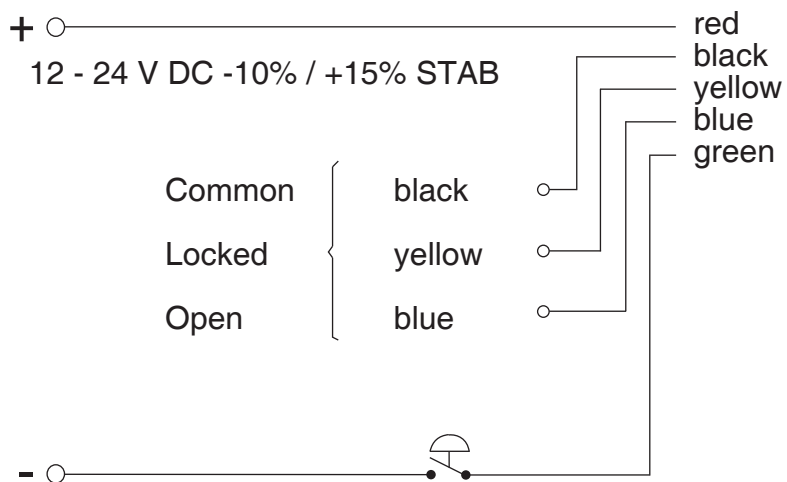 + red
black
12 - 24 V DC -10% / +15% STAB
yellow
blue
green
Common black
Locked yellow
Open blue
-